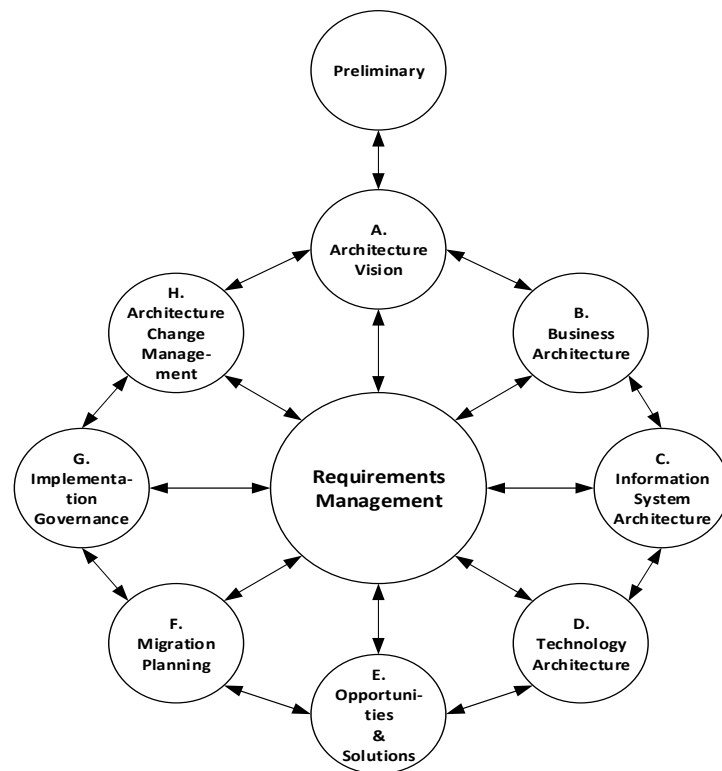 Preliminary
A.
Architecture
Vision
H.
Architecture
Change
Manage-
ment
B.
Business
Architecture
Requirements
Management
G.
Implementa-
tion
Governance
C.
Information
System
Architecture
F.
Migration
Planning
D.
Technology
Architecture
E.
Opportuni-
ties
&
Solutions